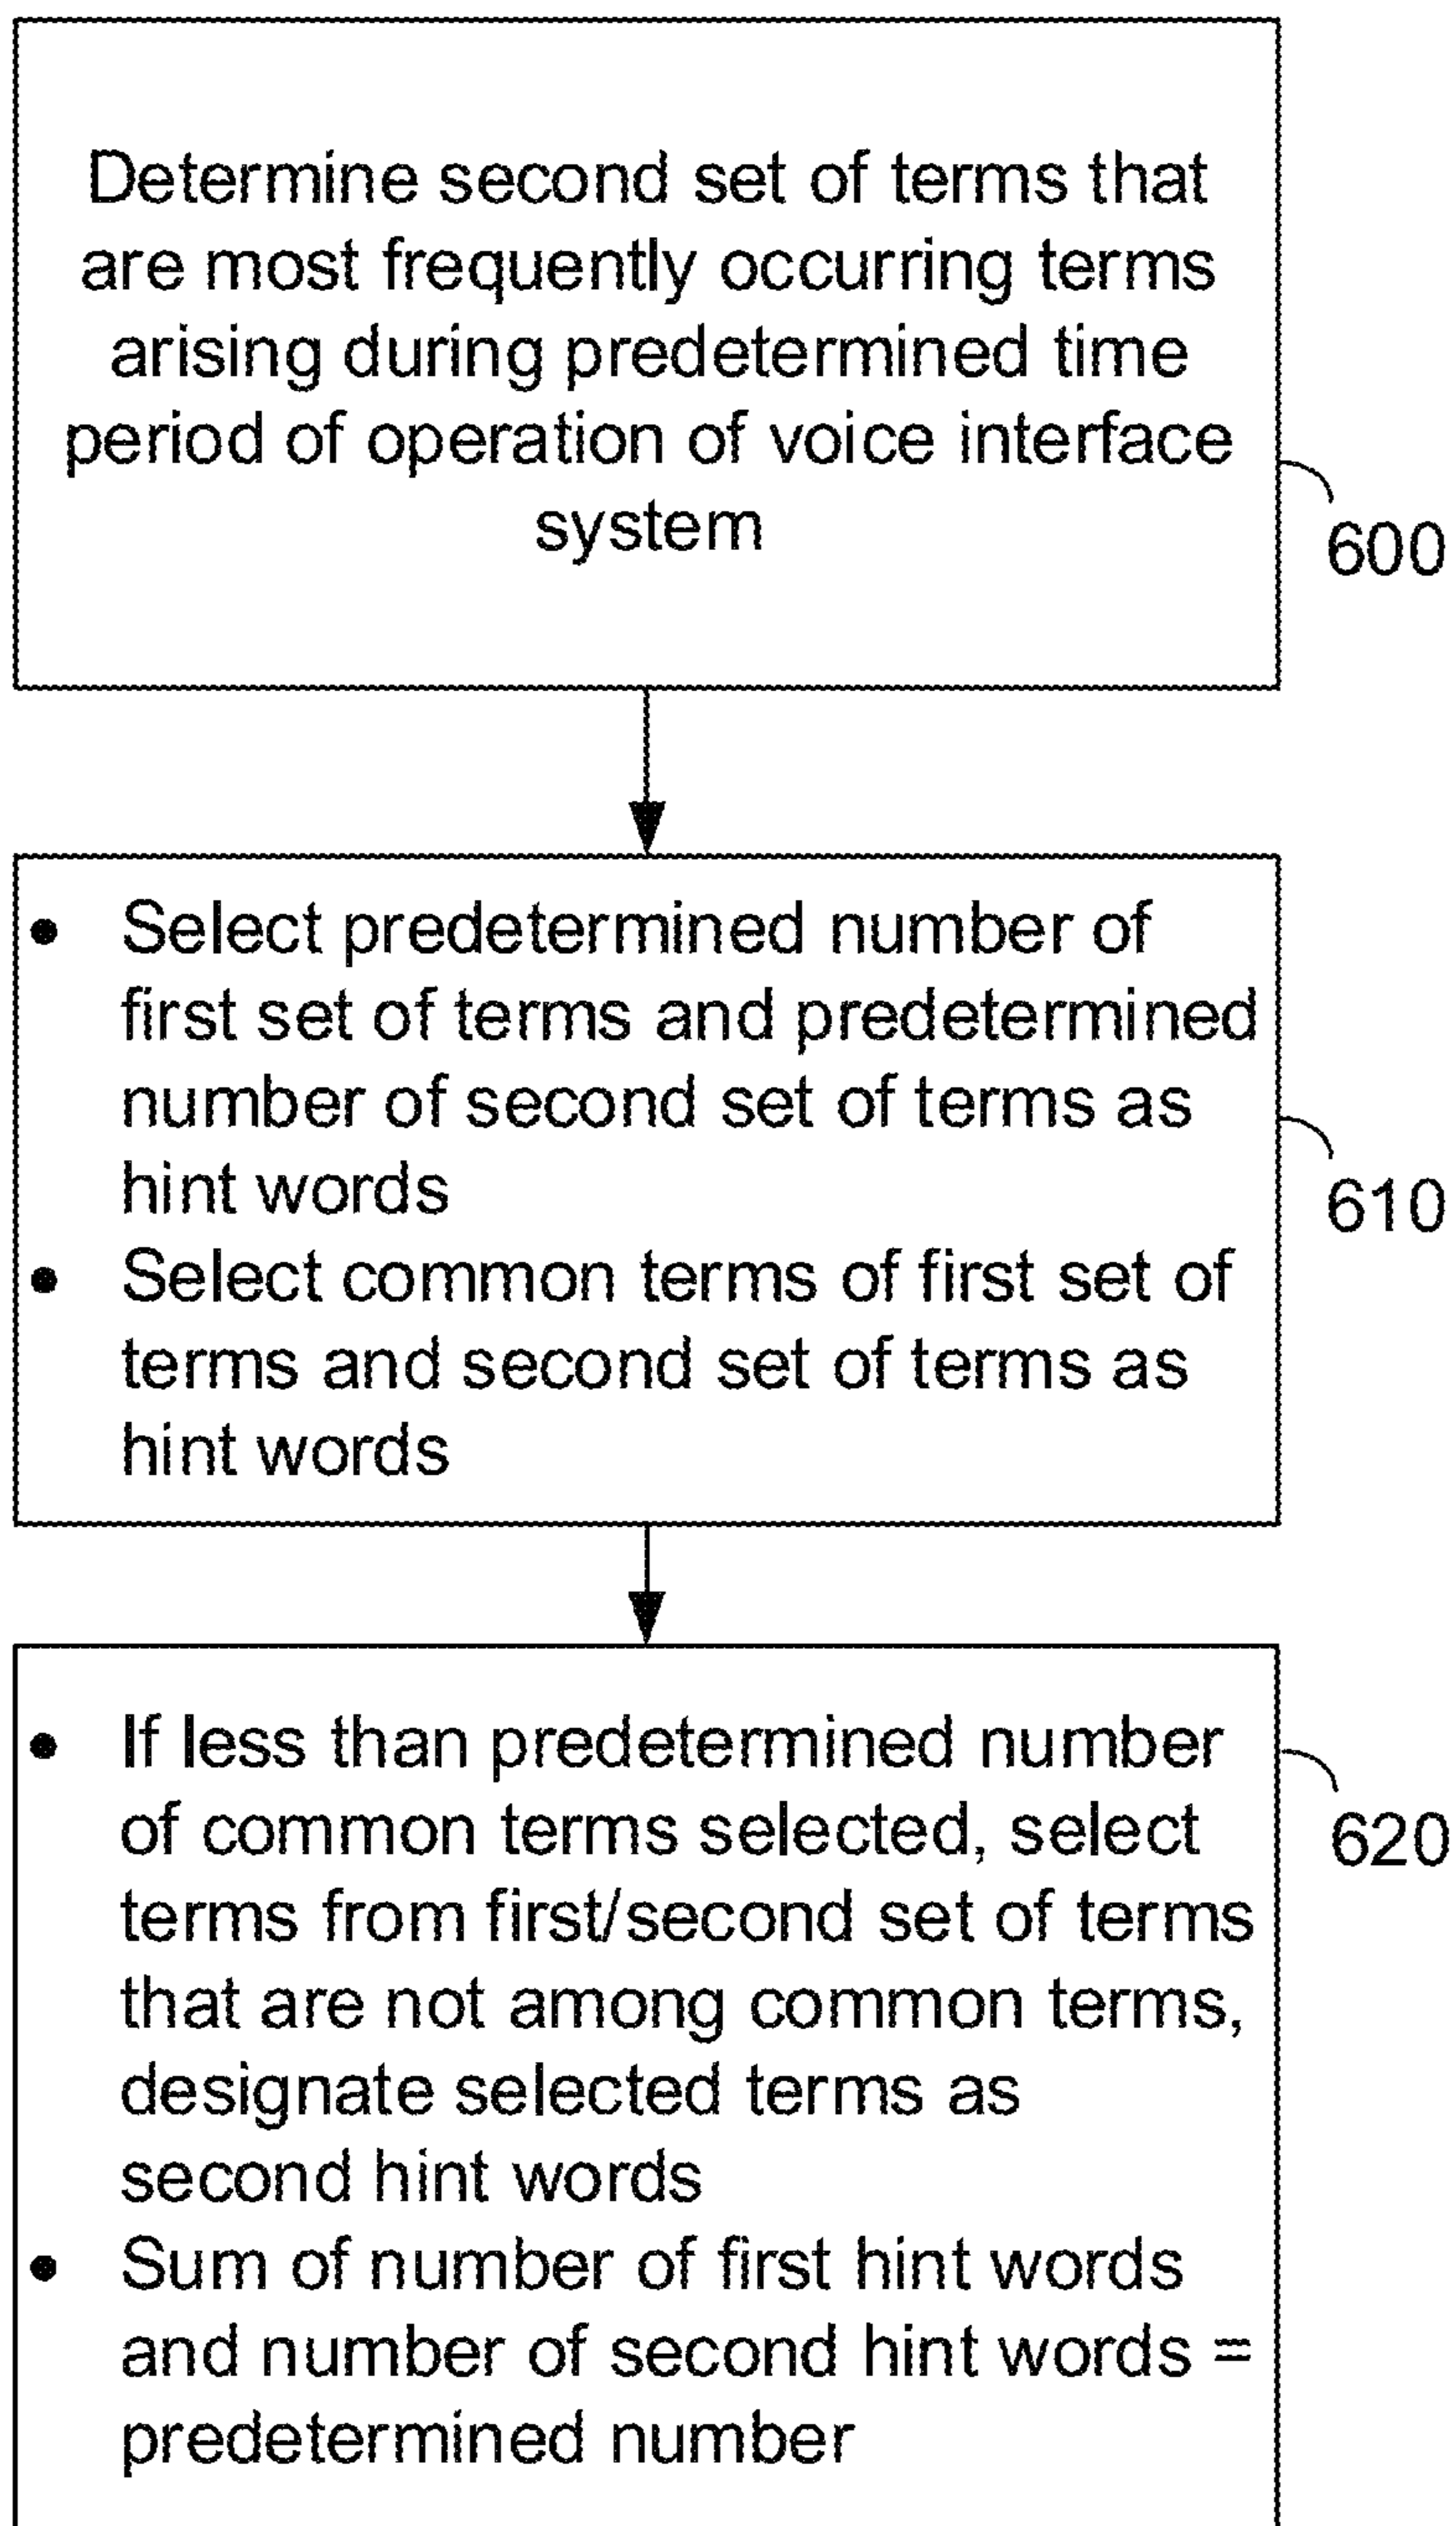 Determine second set of terms that
are most frequently occurring terms
arising during predetermined time
period of operation of voice interface
system
600
• Select predetermined number of
first set of terms and predetermined
number of second set of terms as
hint words
• Select common terms of first set of
terms and second set of terms as
hint words
610
• If less than predetermined number
of common terms selected, select
terms from first/second set of terms
that are not among common terms,
designate selected terms as
second hint words
• Sum of number of first hint words
and number of second hint words =
predetermined number
620